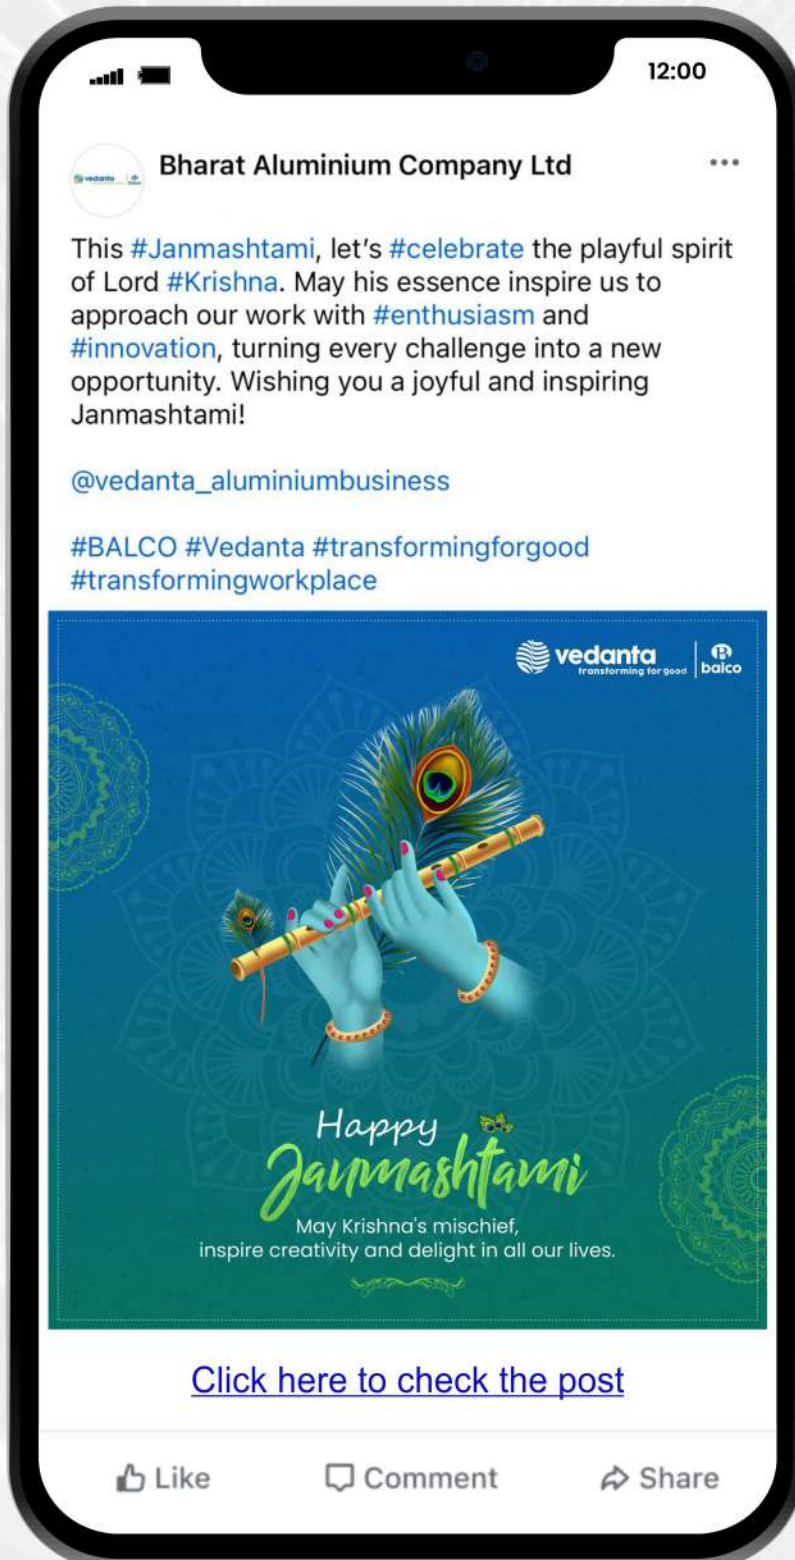 12:00
vedanta
balco
Bharat Aluminium Company Ltd
This #Janmashtami, let's #celebrate the playful spirit
of Lord #Krishna. May his essence inspire us to
approach our work with #enthusiasm and
#innovation, turning every challenge into a new
opportunity. Wishing you a joyful and inspiring
Janmashtami!
@vedanta_aluminiumbusiness
#BALCO #Vedanta #transformingforgood
#transformingworkplace
vedanta
transforming for good
balco
Happy
Janmashtami
May Krishna's mischief,
inspire creativity and delight in all our lives.
Click here to check the post
Like
Comment
Share